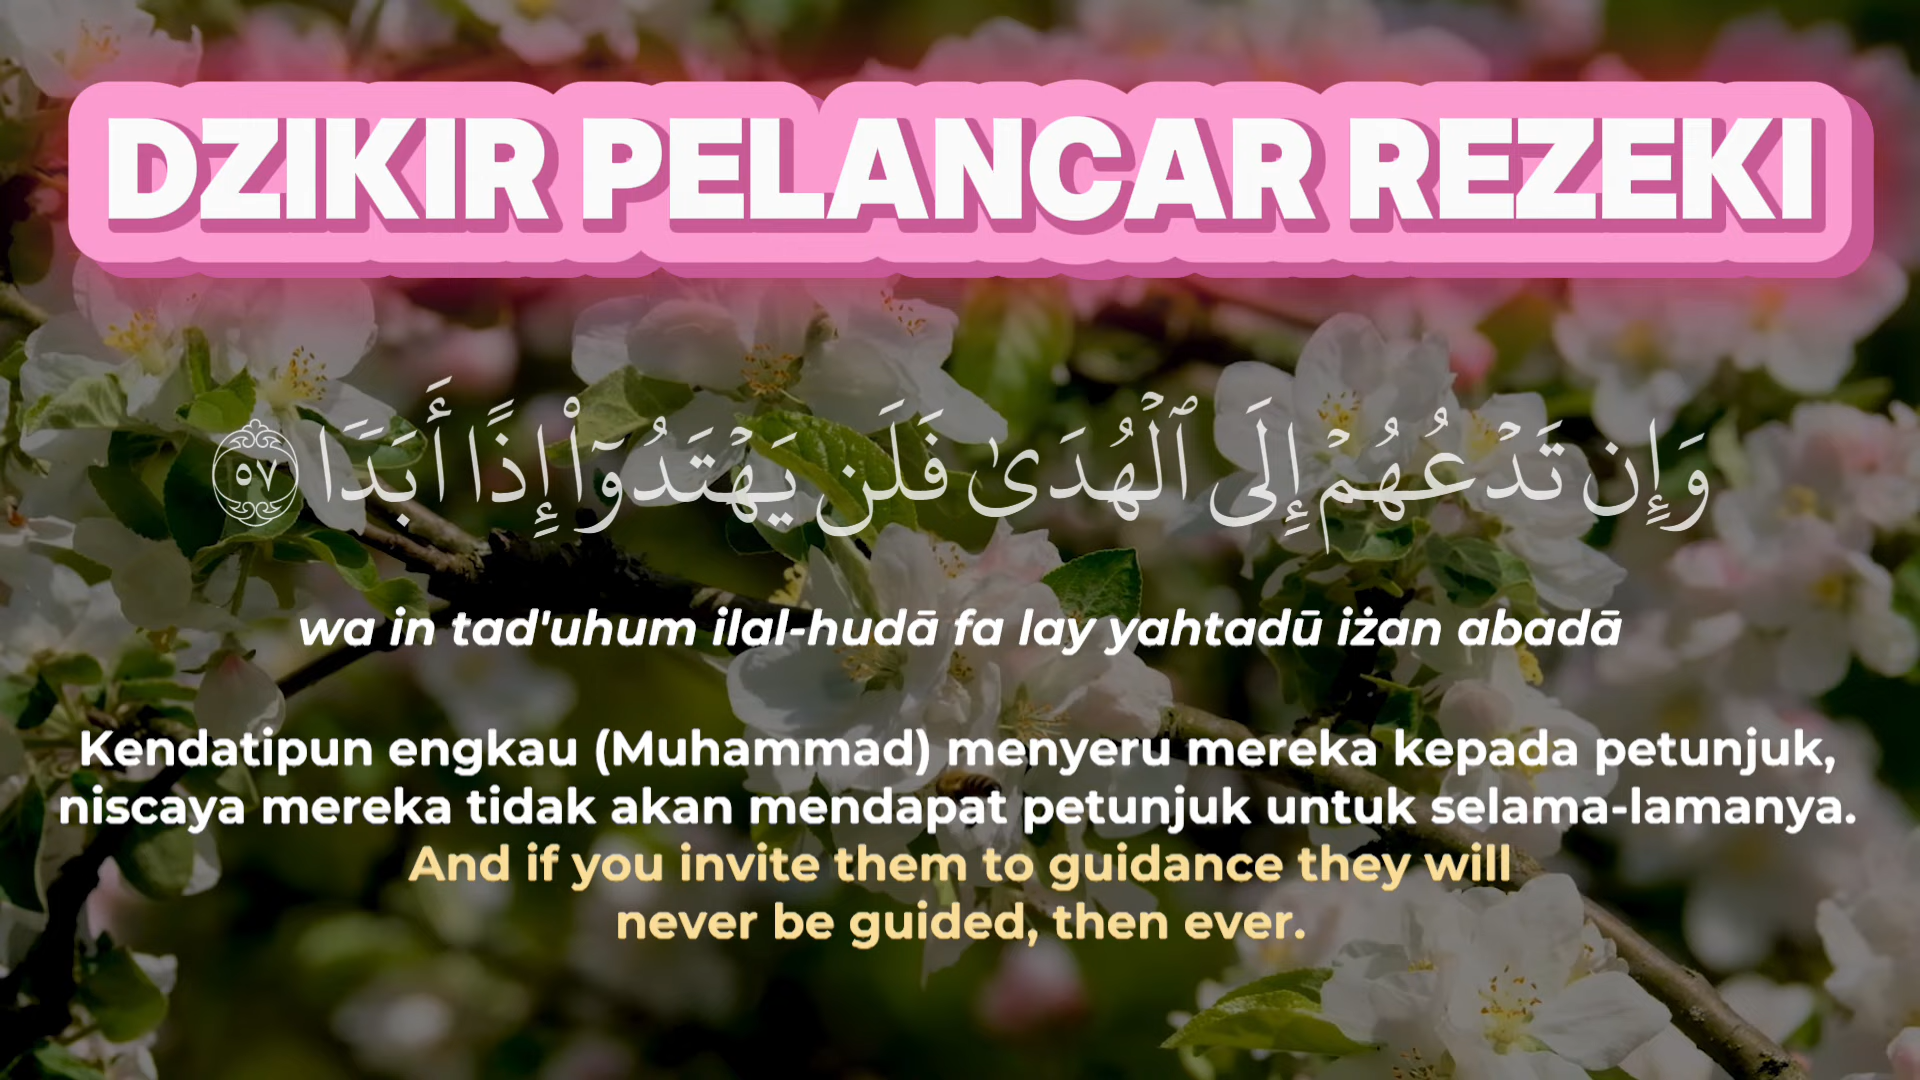 DZIKIR PELANCAR REZEKI
وَإِن تَدۡعُهُمۡ إِلَى ٱلۡهُدَىٰ فَلَن يَهۡتَدُوٓاْ إِذًا أَبَدٗا ٥٧
wa in tad'uhum ilal-hudā fa lay yahtadū iżan abadā
Kendatipun engkau (Muhammad) menyeru mereka kepada petunjuk,
niscaya mereka tidak akan mendapat petunjuk untuk selama-lamanya.
And if you invite them to guidance they will
never be guided, then ever.